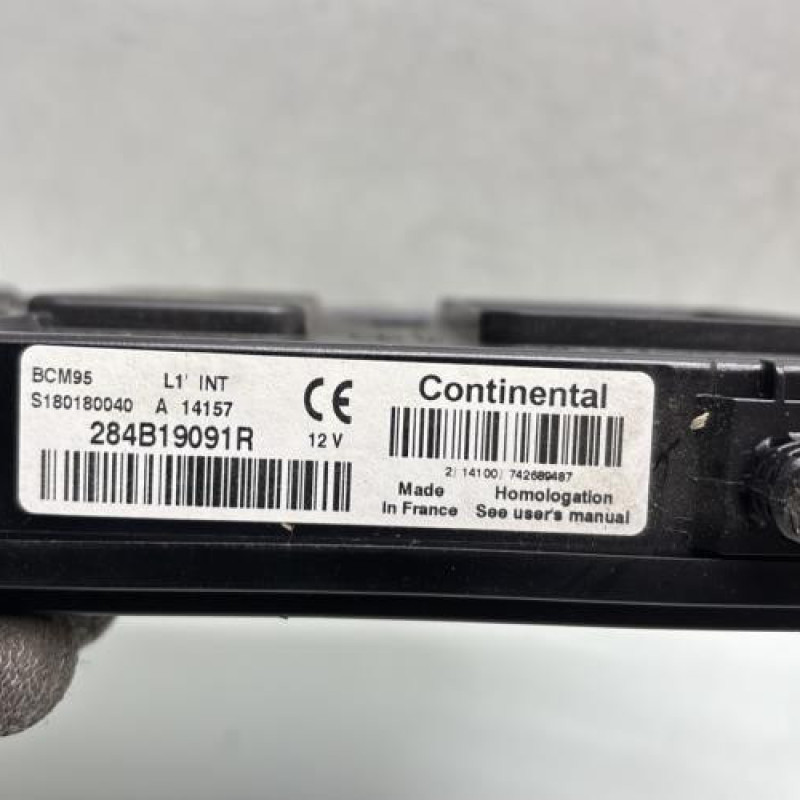 BCM95 L1' INT
S180180040 A 14157
284B19091R
12 V
Continental
2/ 14100/ 742689487
Made
In France
Homologation
See user's manual